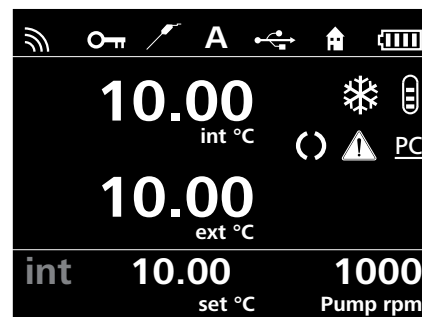 A
10.00
int °C
PC
10.00
ext °C
int 10.00 1000
set °C Pump rpm